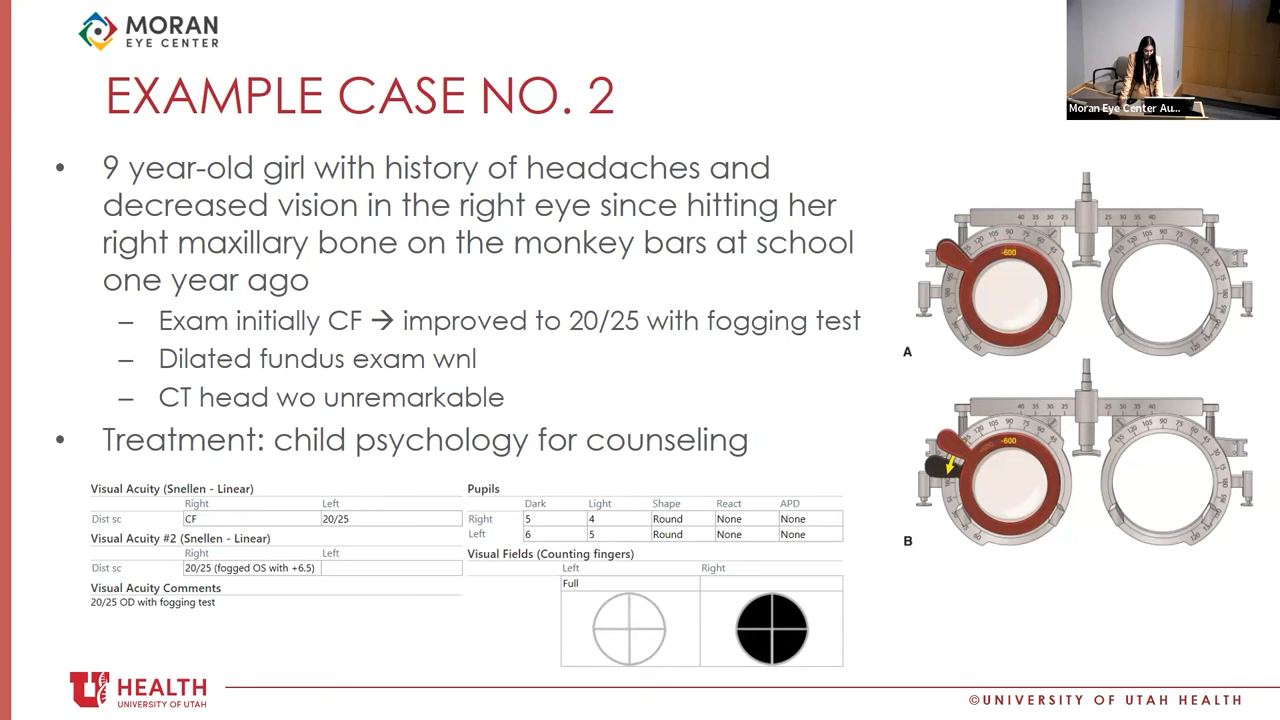 MORAN
EYE CENTER
Moran Eye Center Au...
EXAMPLE CASE NO. 2
• 9 year-old girl with history of headaches and
decreased vision in the right eye since hitting her
right maxillary bone on the monkey bars at school
one year ago
– Exam initially CF → improved to 20/25 with fogging test
– Dilated fundus exam wnl
– CT head wo unremarkable
• Treatment: child psychology for counseling
Visual Acuity (Snellen - Linear)
Right Left
Dist sc CF 20/25
Visual Acuity #2 (Snellen - Linear)
Right Left
Dist sc 20/25 (fogged OS with +6.5)
Visual Acuity Comments
20/25 OD with fogging test
Pupils
Dark Light Shape React APD
Right 5 4 Round None None
Left 6 5 Round None None
Visual Fields (Counting fingers)
Left Right
Full
-600
A
-600
B
U HEALTH
UNIVERSITY OF UTAH
©UNIVERSITY OF UTAH HEALTH